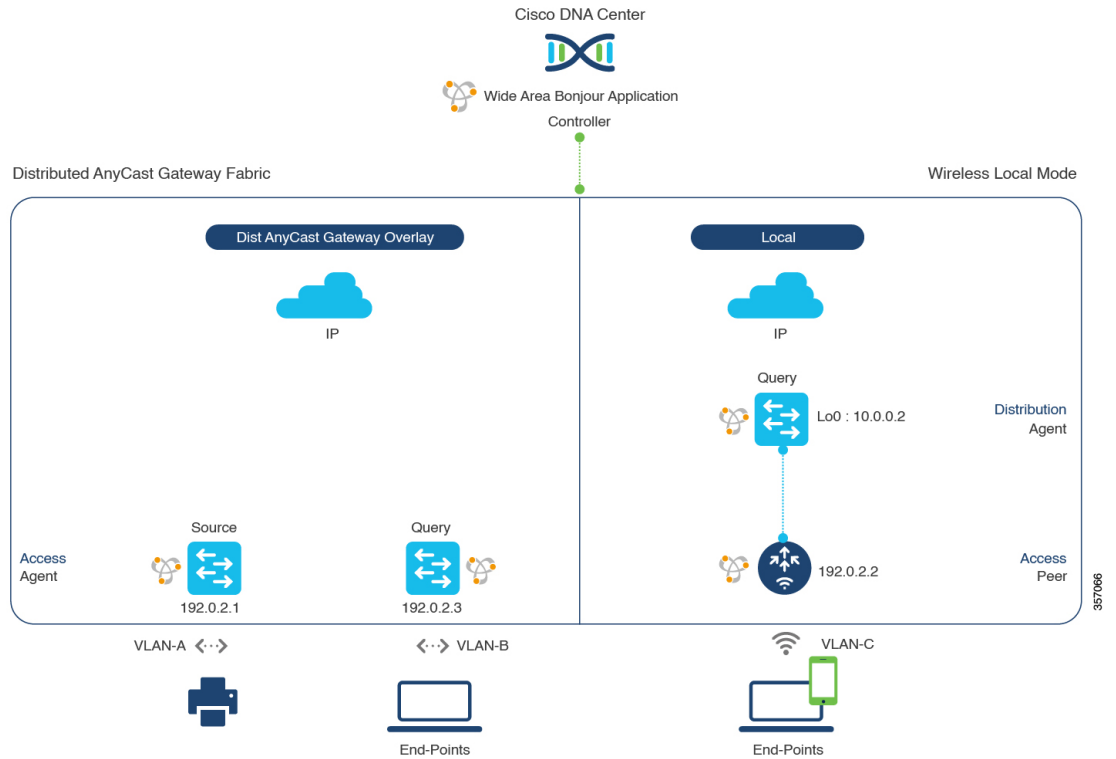 Cisco DNA Center
Wide Area Bonjour Application
Controller
Distributed AnyCast Gateway Fabric
Wireless Local Mode
Dist AnyCast Gateway Overlay
Local
IP
IP
Query
Lo0 : 10.0.0.2
Distribution
Agent
Source
Query
Access
Agent
192.0.2.2
Access
Peer
192.0.2.1
192.0.2.3
357066
VLAN-A
VLAN-B
VLAN-C
End-Points
End-Points